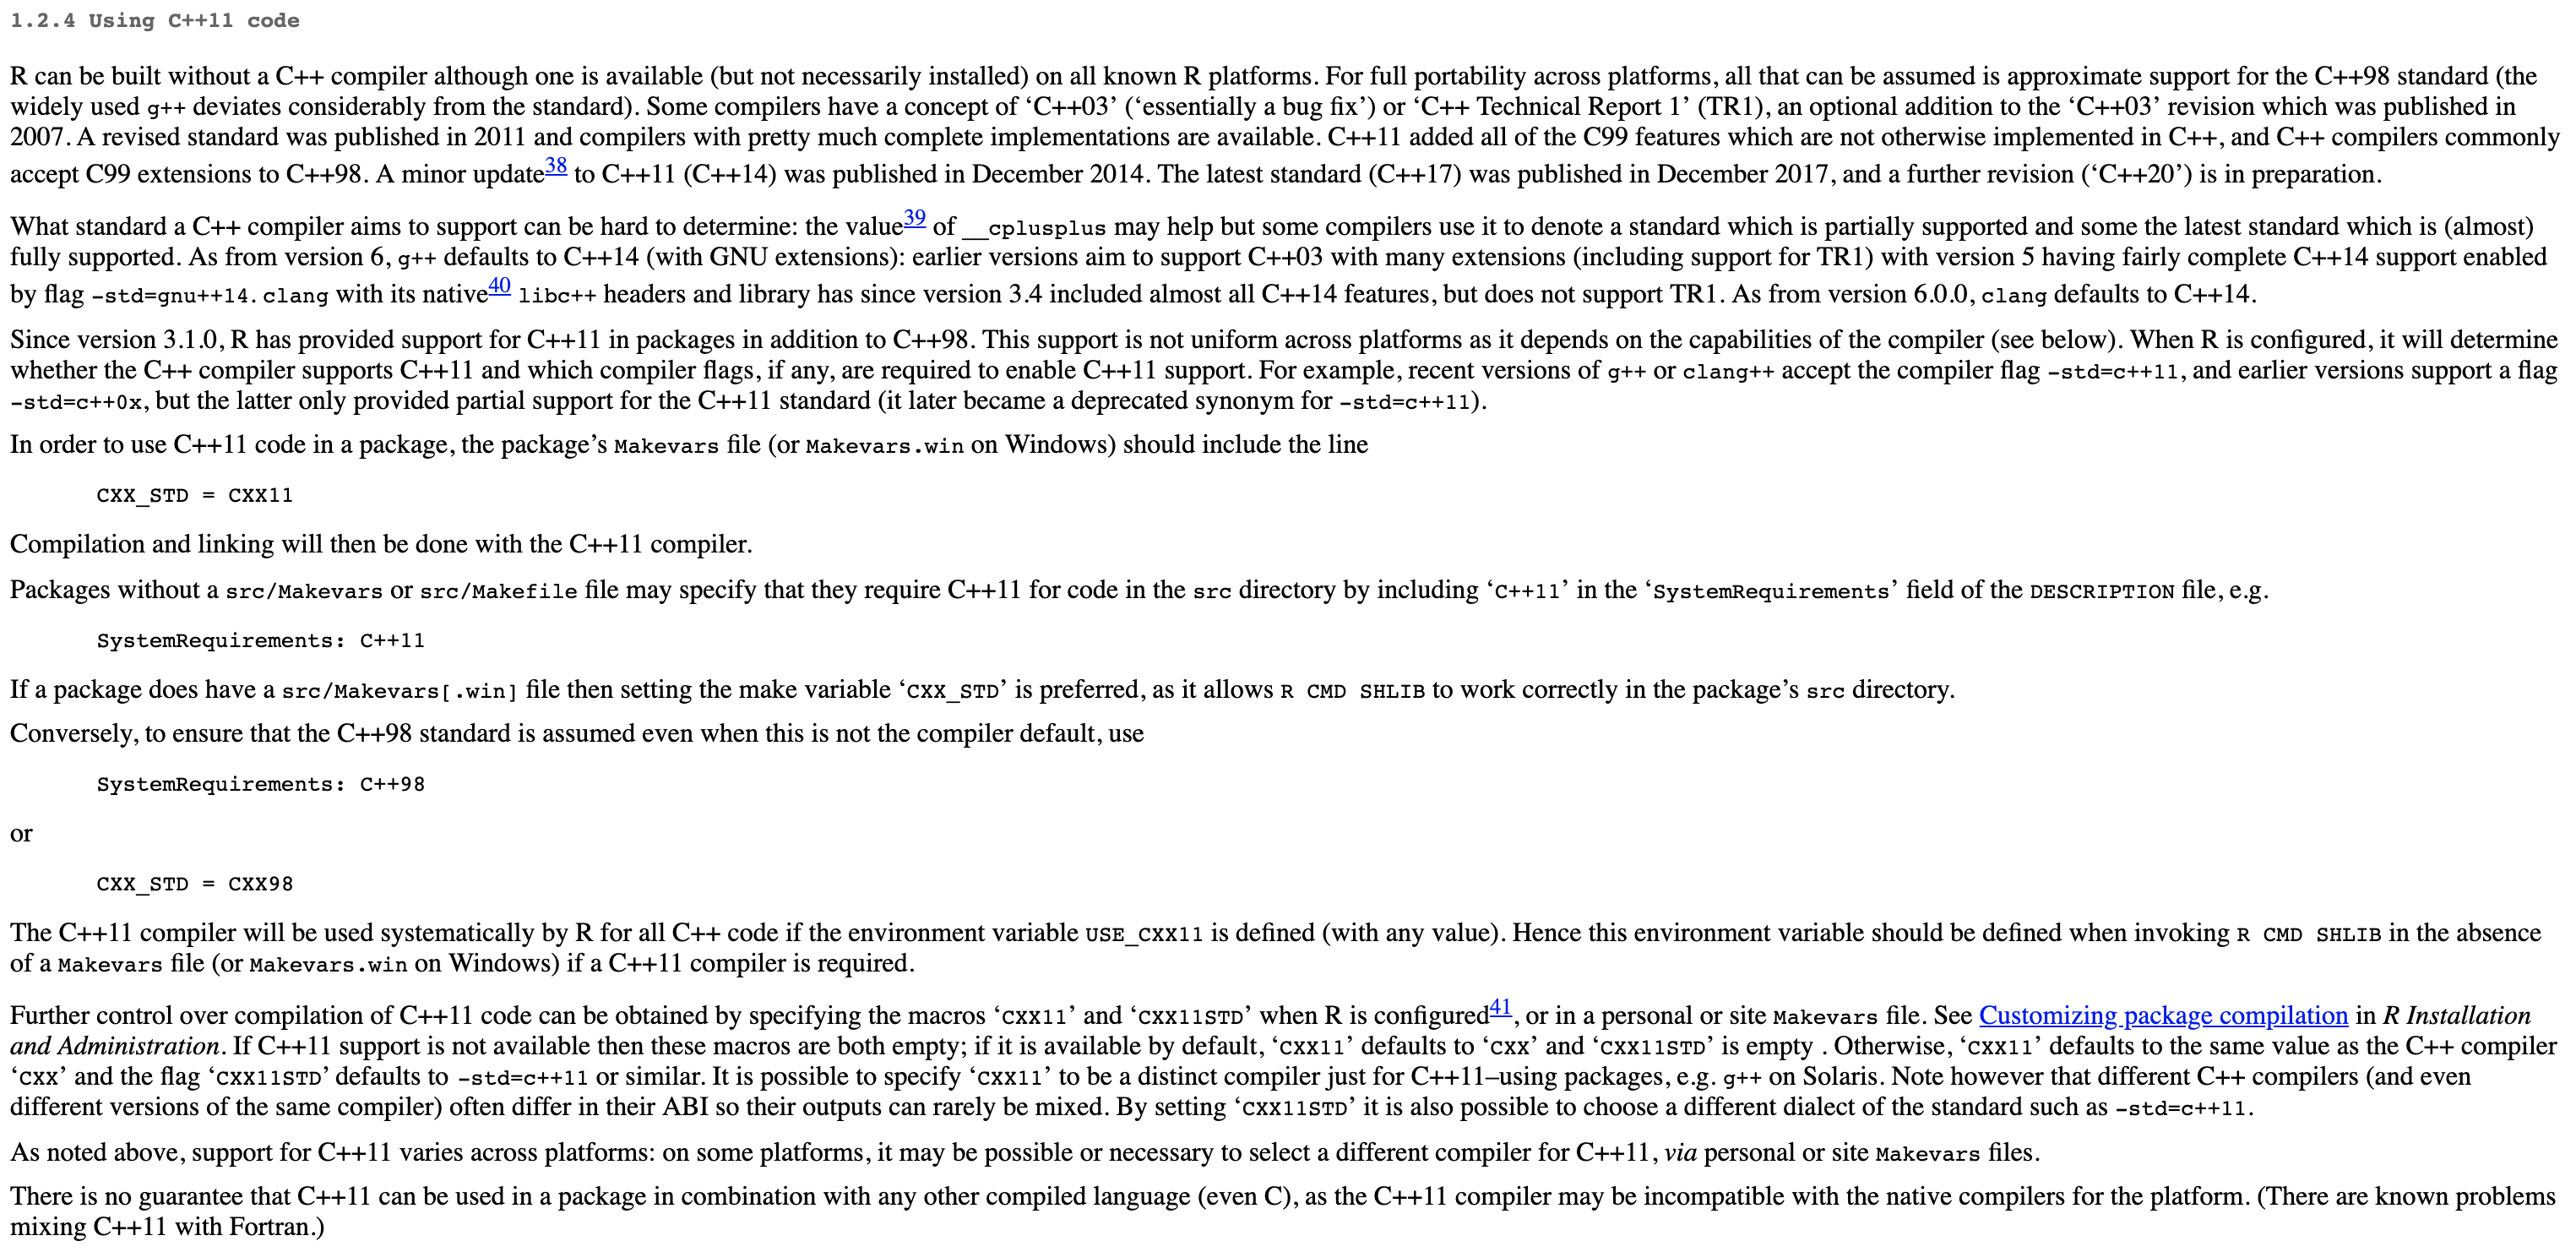 1.2.4 Using C++11 code
R can be built without a C++ compiler although one is available (but not necessarily installed) on all known R platforms. For full portability across platforms, all that can be assumed is approximate support for the C++98 standard (the
widely used g++ deviates considerably from the standard). Some compilers have a concept of ‘C++03’ (‘essentially a bug fix’) or ‘C++ Technical Report 1’ (TR1), an optional addition to the ‘C++03’ revision which was published in
2007. A revised standard was published in 2011 and compilers with pretty much complete implementations are available. C++11 added all of the C99 features which are not otherwise implemented in C++, and C++ compilers commonly
accept C99 extensions to C++98. A minor update38 to C++11 (C++14) was published in December 2014. The latest standard (C++17) was published in December 2017, and a further revision (‘C++20’) is in preparation.
What standard a C++ compiler aims to support can be hard to determine: the value39 of __cplusplus may help but some compilers use it to denote a standard which is partially supported and some the latest standard which is (almost)
fully supported. As from version 6, g++ defaults to C++14 (with GNU extensions): earlier versions aim to support C++03 with many extensions (including support for TR1) with version 5 having fairly complete C++14 support enabled
by flag -std=gnu++14. clang with its native40 libc++ headers and library has since version 3.4 included almost all C++14 features, but does not support TR1. As from version 6.0.0, clang defaults to C++14.
Since version 3.1.0, R has provided support for C++11 in packages in addition to C++98. This support is not uniform across platforms as it depends on the capabilities of the compiler (see below). When R is configured, it will determine
whether the C++ compiler supports C++11 and which compiler flags, if any, are required to enable C++11 support. For example, recent versions of g++ or clang++ accept the compiler flag -std=c++11, and earlier versions support a flag
-std=c++0x, but the latter only provided partial support for the C++11 standard (it later became a deprecated synonym for -std=c++11).
In order to use C++11 code in a package, the package’s Makevars file (or Makevars.win on Windows) should include the line
CXX_STD = CXX11
Compilation and linking will then be done with the C++11 compiler.
Packages without a src/Makevars or src/Makefile file may specify that they require C++11 for code in the src directory by including ‘C++11’ in the ‘SystemRequirements’ field of the DESCRIPTION file, e.g.
SystemRequirements: C++11
If a package does have a src/Makevars[.win] file then setting the make variable ‘CXX_STD’ is preferred, as it allows R CMD SHLIB to work correctly in the package’s src directory.
Conversely, to ensure that the C++98 standard is assumed even when this is not the compiler default, use
SystemRequirements: C++98
or
CXX_STD = CXX98
The C++11 compiler will be used systematically by R for all C++ code if the environment variable USE_CXX11 is defined (with any value). Hence this environment variable should be defined when invoking R CMD SHLIB in the absence
of a Makevars file (or Makevars.win on Windows) if a C++11 compiler is required.
Further control over compilation of C++11 code can be obtained by specifying the macros ‘CXX11’ and ‘CXX11STD’ when R is configured41, or in a personal or site Makevars file. See Customizing package compilation in R Installation
and Administration. If C++11 support is not available then these macros are both empty; if it is available by default, ‘CXX11’ defaults to ‘CXX’ and ‘CXX11STD’ is empty . Otherwise, ‘CXX11’ defaults to the same value as the C++ compiler
‘CXX’ and the flag ‘CXX11STD’ defaults to -std=c++11 or similar. It is possible to specify ‘CXX11’ to be a distinct compiler just for C++11–using packages, e.g. g++ on Solaris. Note however that different C++ compilers (and even
different versions of the same compiler) often differ in their ABI so their outputs can rarely be mixed. By setting ‘CXX11STD’ it is also possible to choose a different dialect of the standard such as -std=c++11.
As noted above, support for C++11 varies across platforms: on some platforms, it may be possible or necessary to select a different compiler for C++11, via personal or site Makevars files.
There is no guarantee that C++11 can be used in a package in combination with any other compiled language (even C), as the C++11 compiler may be incompatible with the native compilers for the platform. (There are known problems
mixing C++11 with Fortran.)